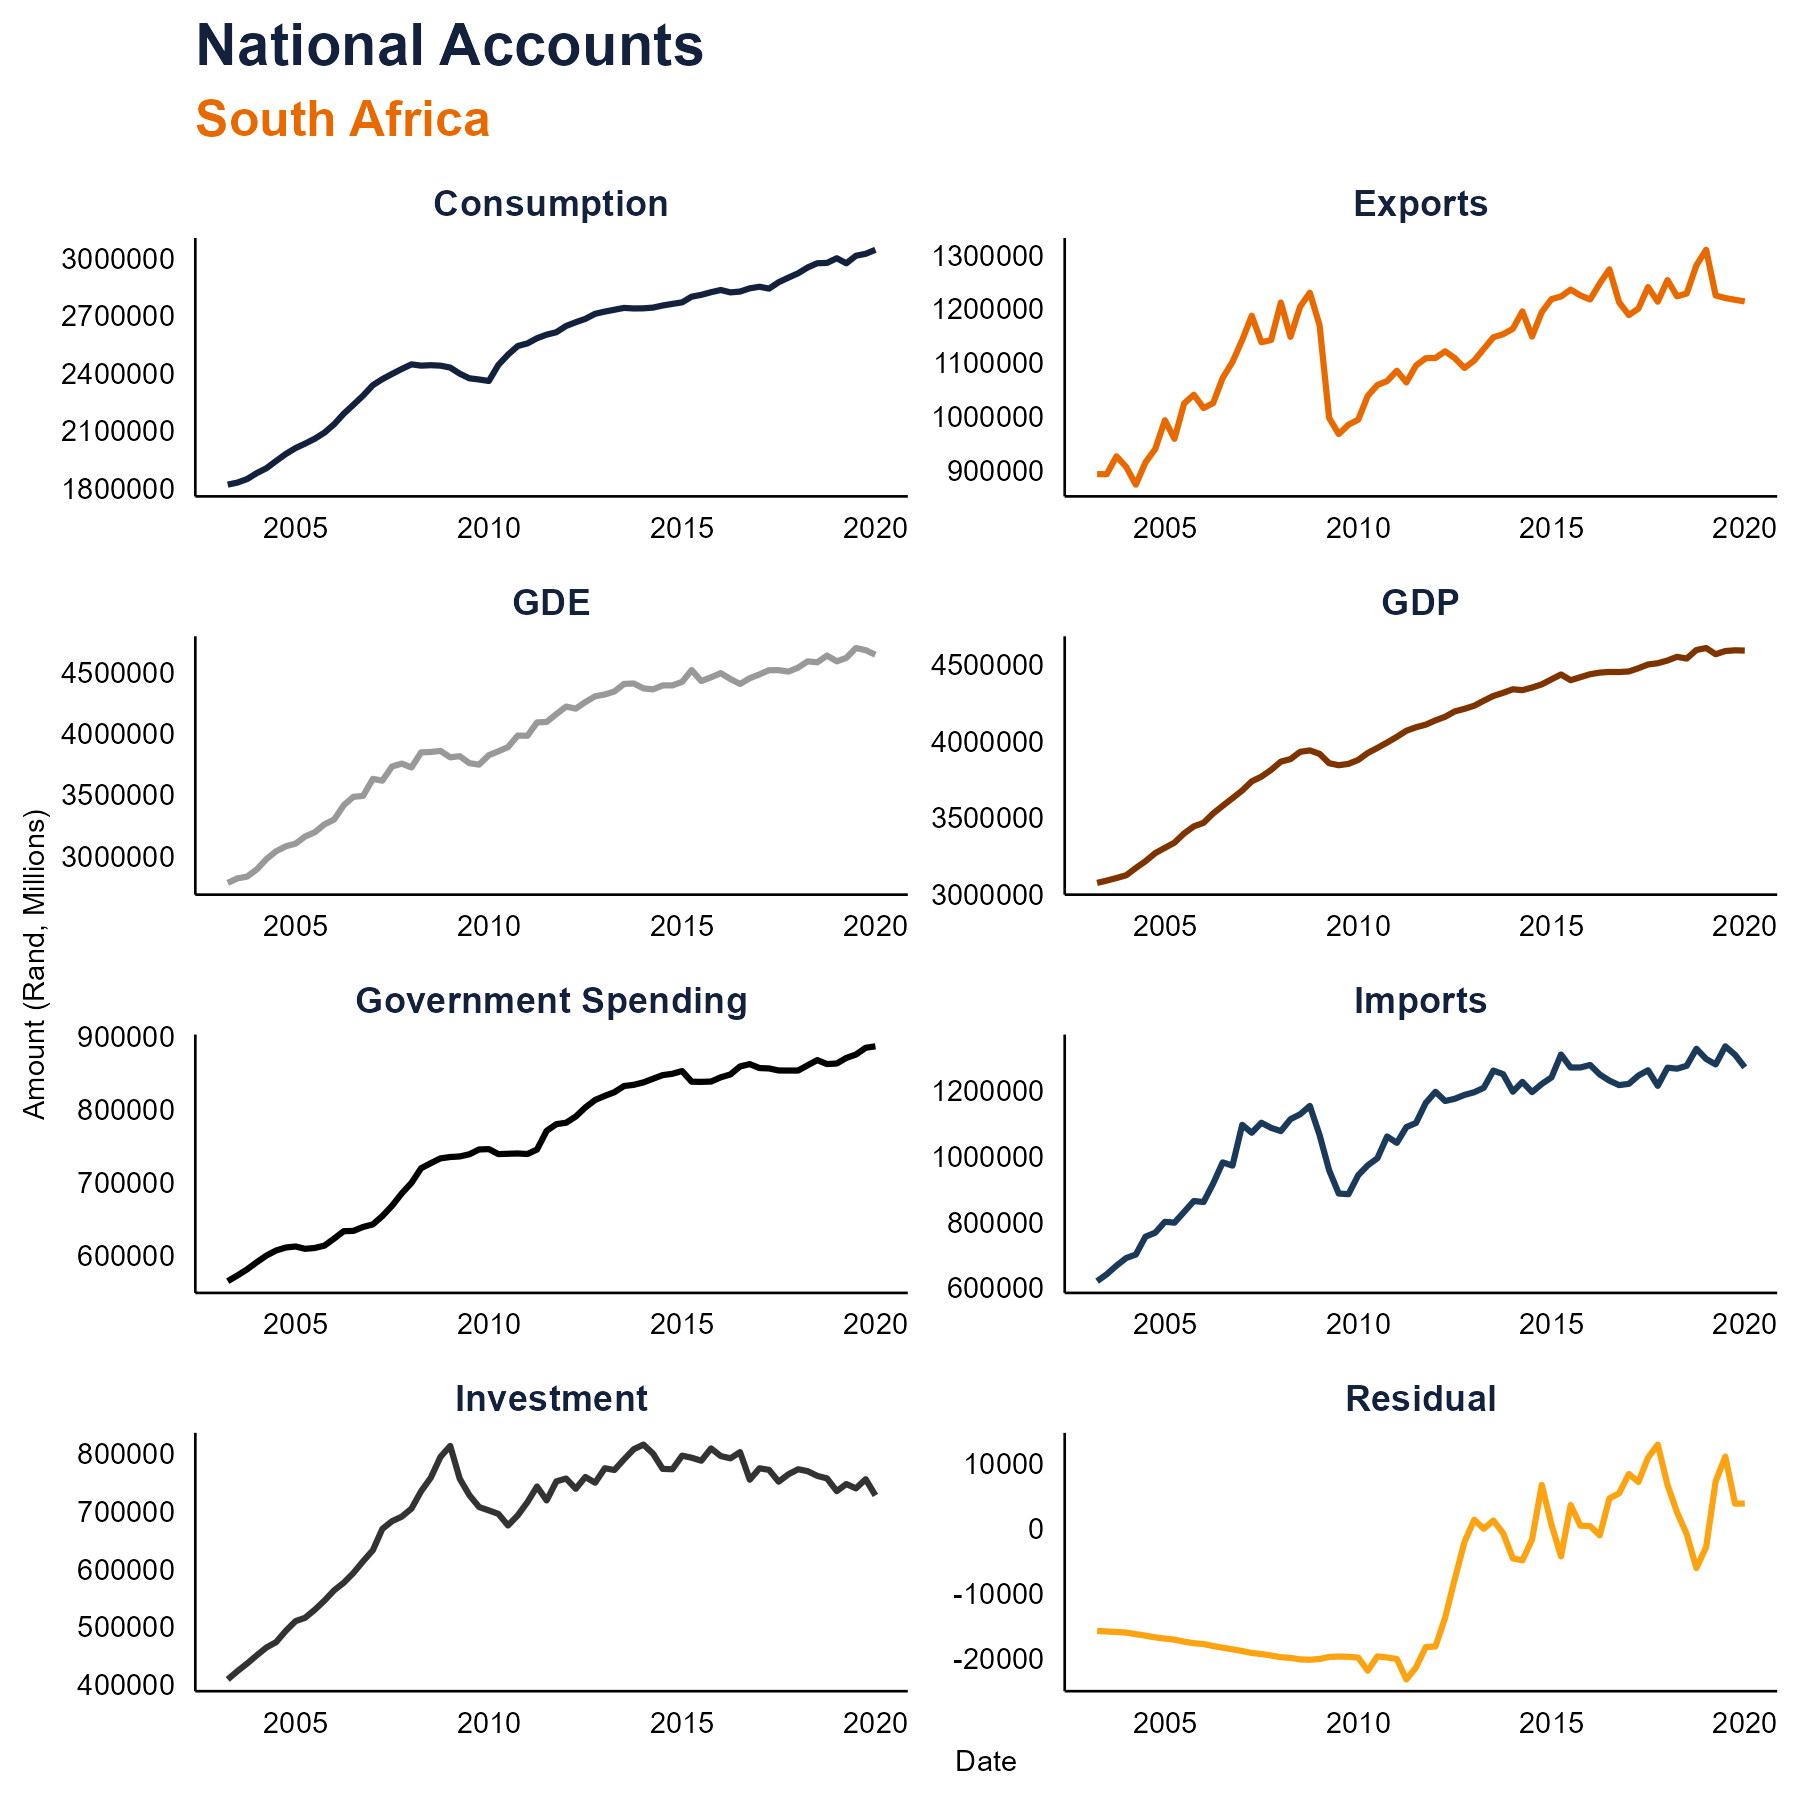 National Accounts
South Africa
Consumption
3000000
2700000
2400000
2100000
1800000
2005 2010 2015 2020
Exports
1300000
1200000
1100000
1000000
900000
2005 2010 2015 2020
GDE
4500000
4000000
3500000
3000000
2005 2010 2015 2020
GDP
4500000
4000000
3500000
3000000
2005 2010 2015 2020
Amount (Rand, Millions)
Government Spending
900000
800000
700000
600000
2005 2010 2015 2020
Imports
1200000
1000000
800000
600000
2005 2010 2015 2020
Investment
800000
700000
600000
500000
400000
2005 2010 2015 2020
Residual
10000
0
-10000
-20000
2005 2010 2015 2020
Date